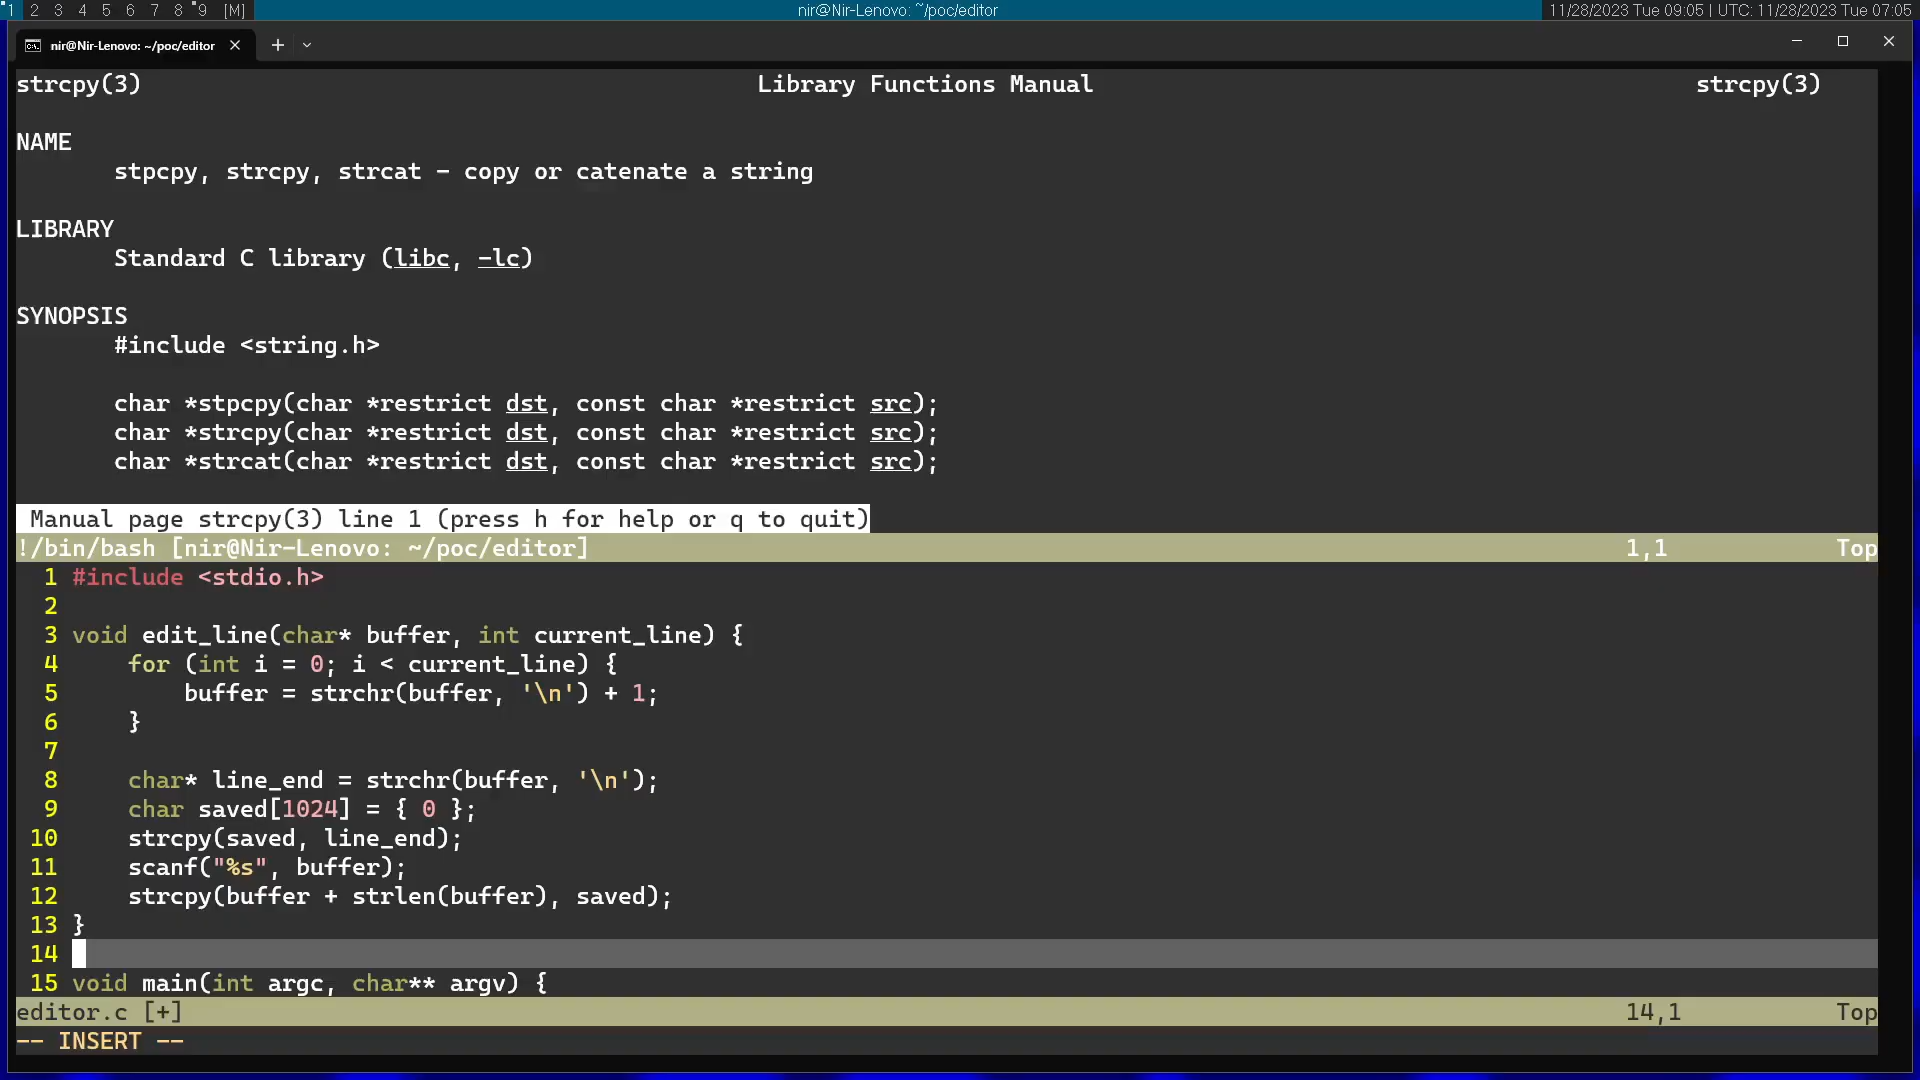 1 2 3 4 5 6 7 8 9 [M] nir@Nir-Lenovo: ~/poc/editor 11/28/2023 Tue 09:05 | UTC: 11/28/2023 Tue 07:05
nir@Nir-Lenovo: ~/poc/editor
strcpy(3) Library Functions Manual strcpy(3)
NAME
stpcpy, strcpy, strcat - copy or catenate a string
LIBRARY
Standard C library (libc, -lc)
SYNOPSIS
#include <string.h>
char *stpcpy(char *restrict dst, const char *restrict src);
char *strcpy(char *restrict dst, const char *restrict src);
char *strcat(char *restrict dst, const char *restrict src);
Manual page strcpy(3) line 1 (press h for help or q to quit)
!/bin/bash [nir@Nir-Lenovo: ~/poc/editor] 1,1 Top
1 #include <stdio.h>
2
3 void edit_line(char* buffer, int current_line) {
4     for (int i = 0; i < current_line) {
5         buffer = strchr(buffer, '\n') + 1;
6     }
7
8     char* line_end = strchr(buffer, '\n');
9     char saved[1024] = { 0 };
10     strcpy(saved, line_end);
11     scanf("%s", buffer);
12     strcpy(buffer + strlen(buffer), saved);
13 }
14
15 void main(int argc, char** argv) {
editor.c [+] 14,1 Top
-- INSERT --